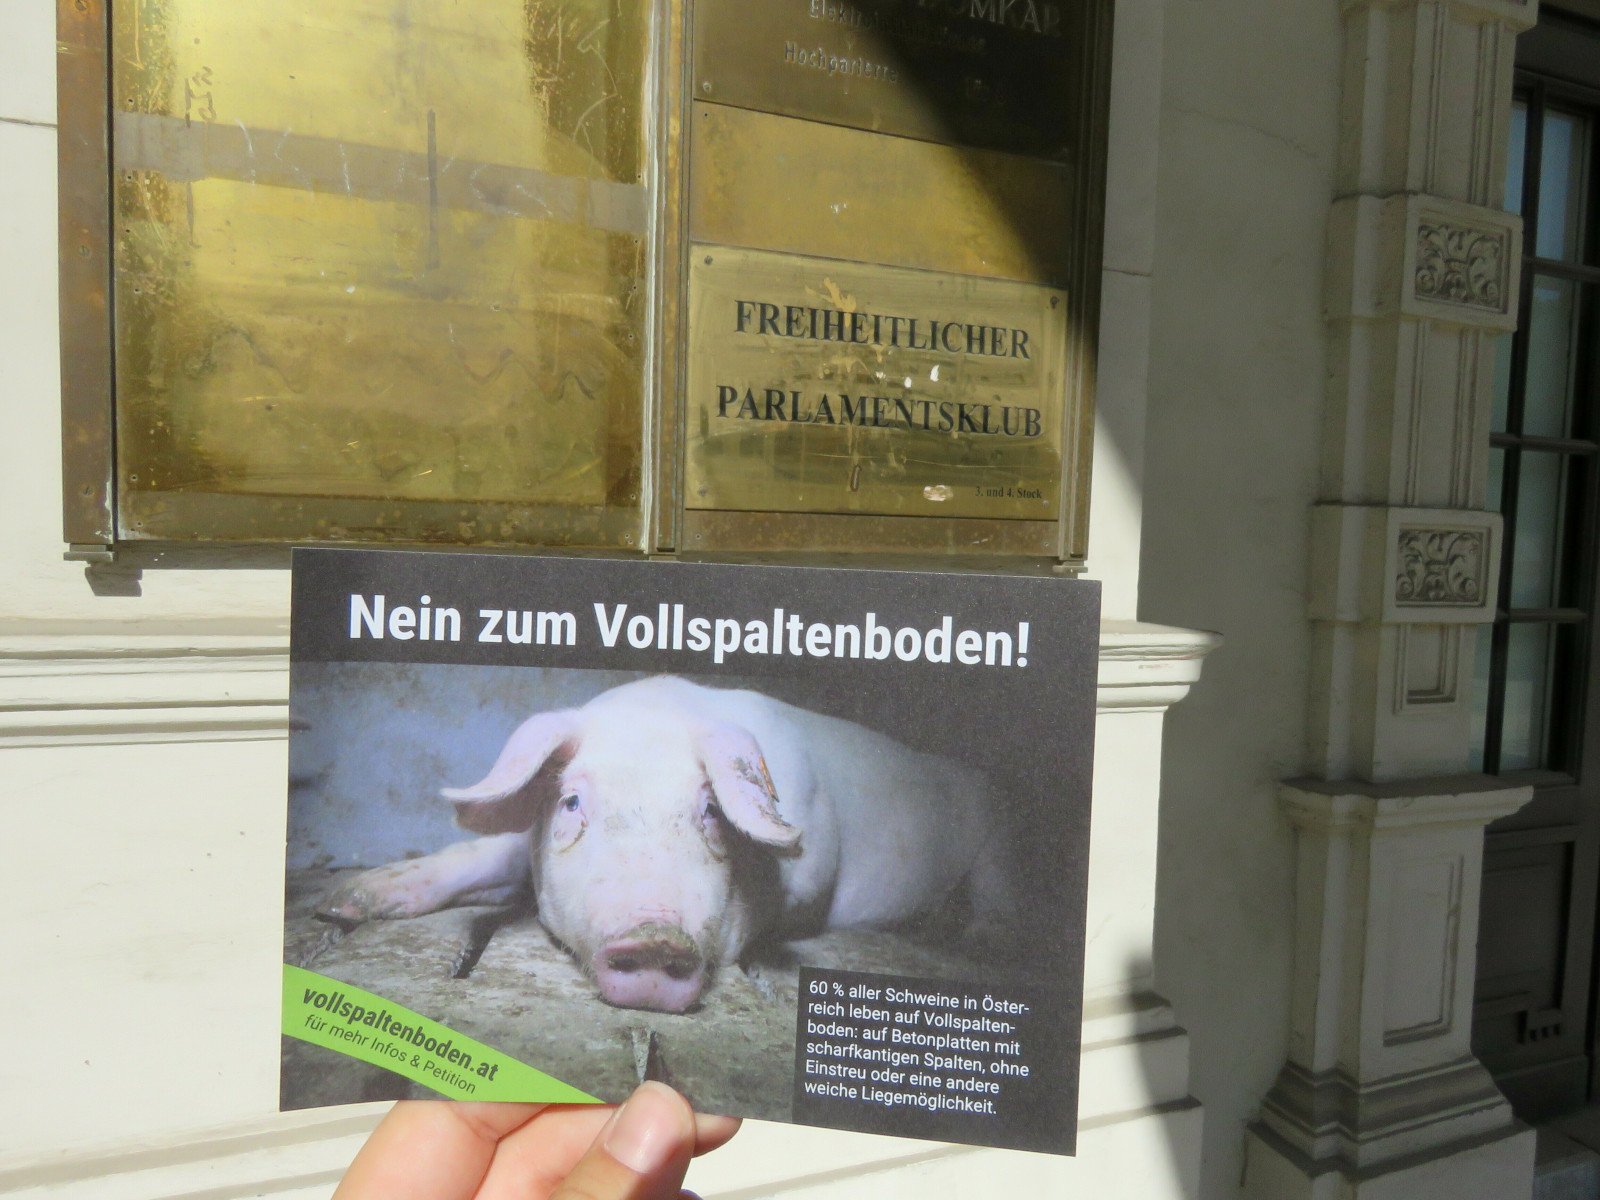 Hochparterre
FREIHEITLICHER
PARLAMENTSKLUB
3. und 4. Stock
Nein zum Vollspaltenboden!
vollspaltenboden.at
für mehr Infos & Petition
60 % aller Schweine in Öster-
reich leben auf Vollspalten-
boden: auf Betonplatten mit
scharfkantigen Spalten, ohne
Einstreu oder eine andere
weiche Liegemöglichkeit.